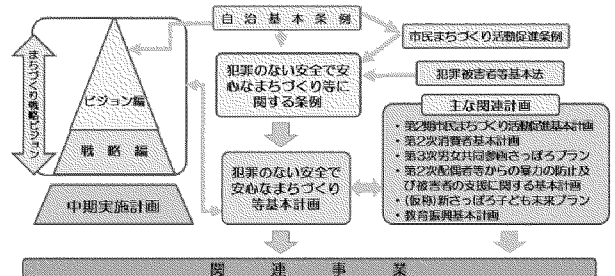 自治基本条例
市民まちづくり活動促進条例
まちづくり戦略ビジョン
ビジョン編
戦略編
中期実施計画
犯罪のない安全で安
心なまちづくり等に
関する条例
犯罪被害者等基本法
主な関連計画
・第2期市民まちづくり活動促進基本計画
・第2次消費者基本計画
・第3次男女共同参画さっぽろプラン
・第2次配偶者等からの暴力の防止及
び被害者の支援に関する基本計画
・(仮称)新さっぽろ子ども未来プラン
・教育振興基本計画
犯罪のない安全で
安心なまちづくり
等基本計画
関連事業